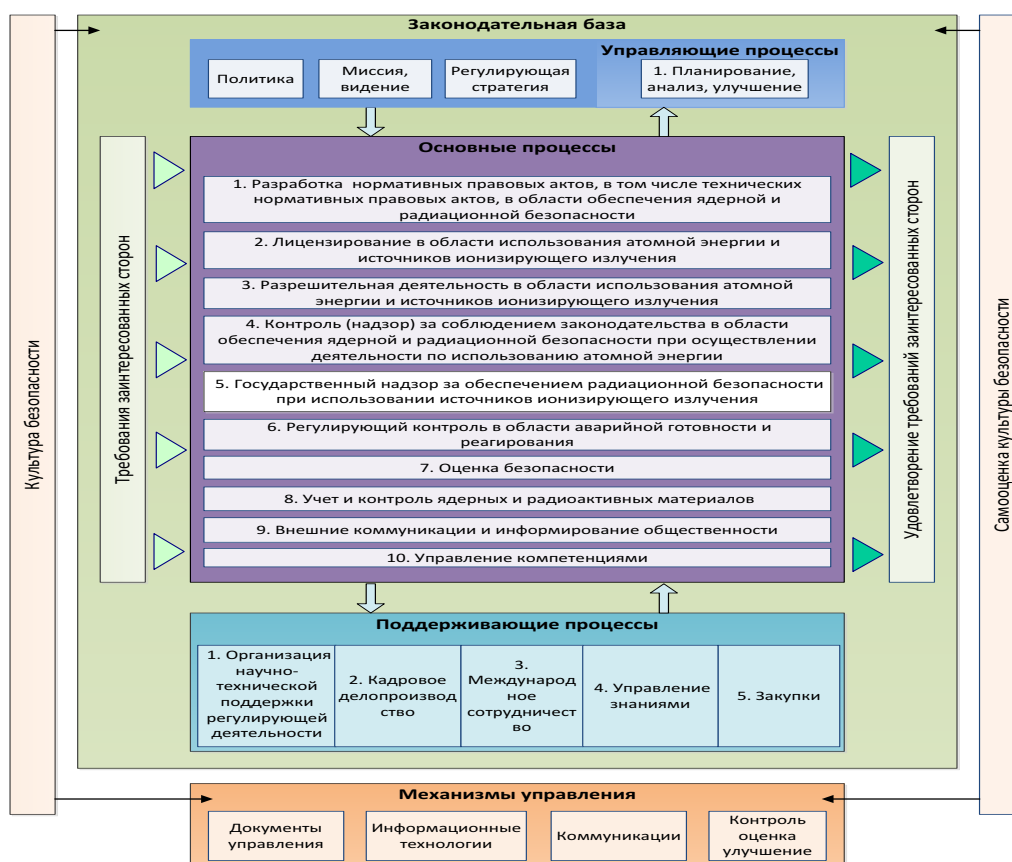 Законодательная база
Управляющие процессы
Политика
Миссия,
видение
Регулирующая
стратегия
1. Планирование,
анализ, улучшение
Культура безопасности
Требования заинтересованных сторон
Основные процессы
1. Разработка нормативных правовых актов, в том числе технических
нормативных правовых актов, в области обеспечения ядерной и
радиационной безопасности
2. Лицензирование в области использования атомной энергии и
источников ионизирующего излучения
3. Разрешительная деятельность в области использования атомной
энергии и источников ионизирующего излучения
4. Контроль (надзор) за соблюдением законодательства в области
обеспечения ядерной и радиационной безопасности при осуществлении
деятельности по использованию атомной энергии
5. Государственный надзор за обеспечением радиационной безопасности
при использовании источников ионизирующего излучения
6. Регулирующий контроль в области аварийной готовности и
реагирования
7. Оценка безопасности
8. Учет и контроль ядерных и радиоактивных материалов
9. Внешние коммуникации и информирование общественности
10. Управление компетенциями
Удовлетворение требований заинтересованных сторон
Самооценка культуры безопасности
Поддерживающие процессы
1. Организация
научно-
технической
поддержки
регулирующей
деятельности
2. Кадровое
делопроизвод
ство
3.
Международ
ное
сотрудничест
во
4. Управление
знаниями
5. Закупки
Механизмы управления
Документы
управления
Информационные
технологии
Коммуникации
Контроль
оценка
улучшение